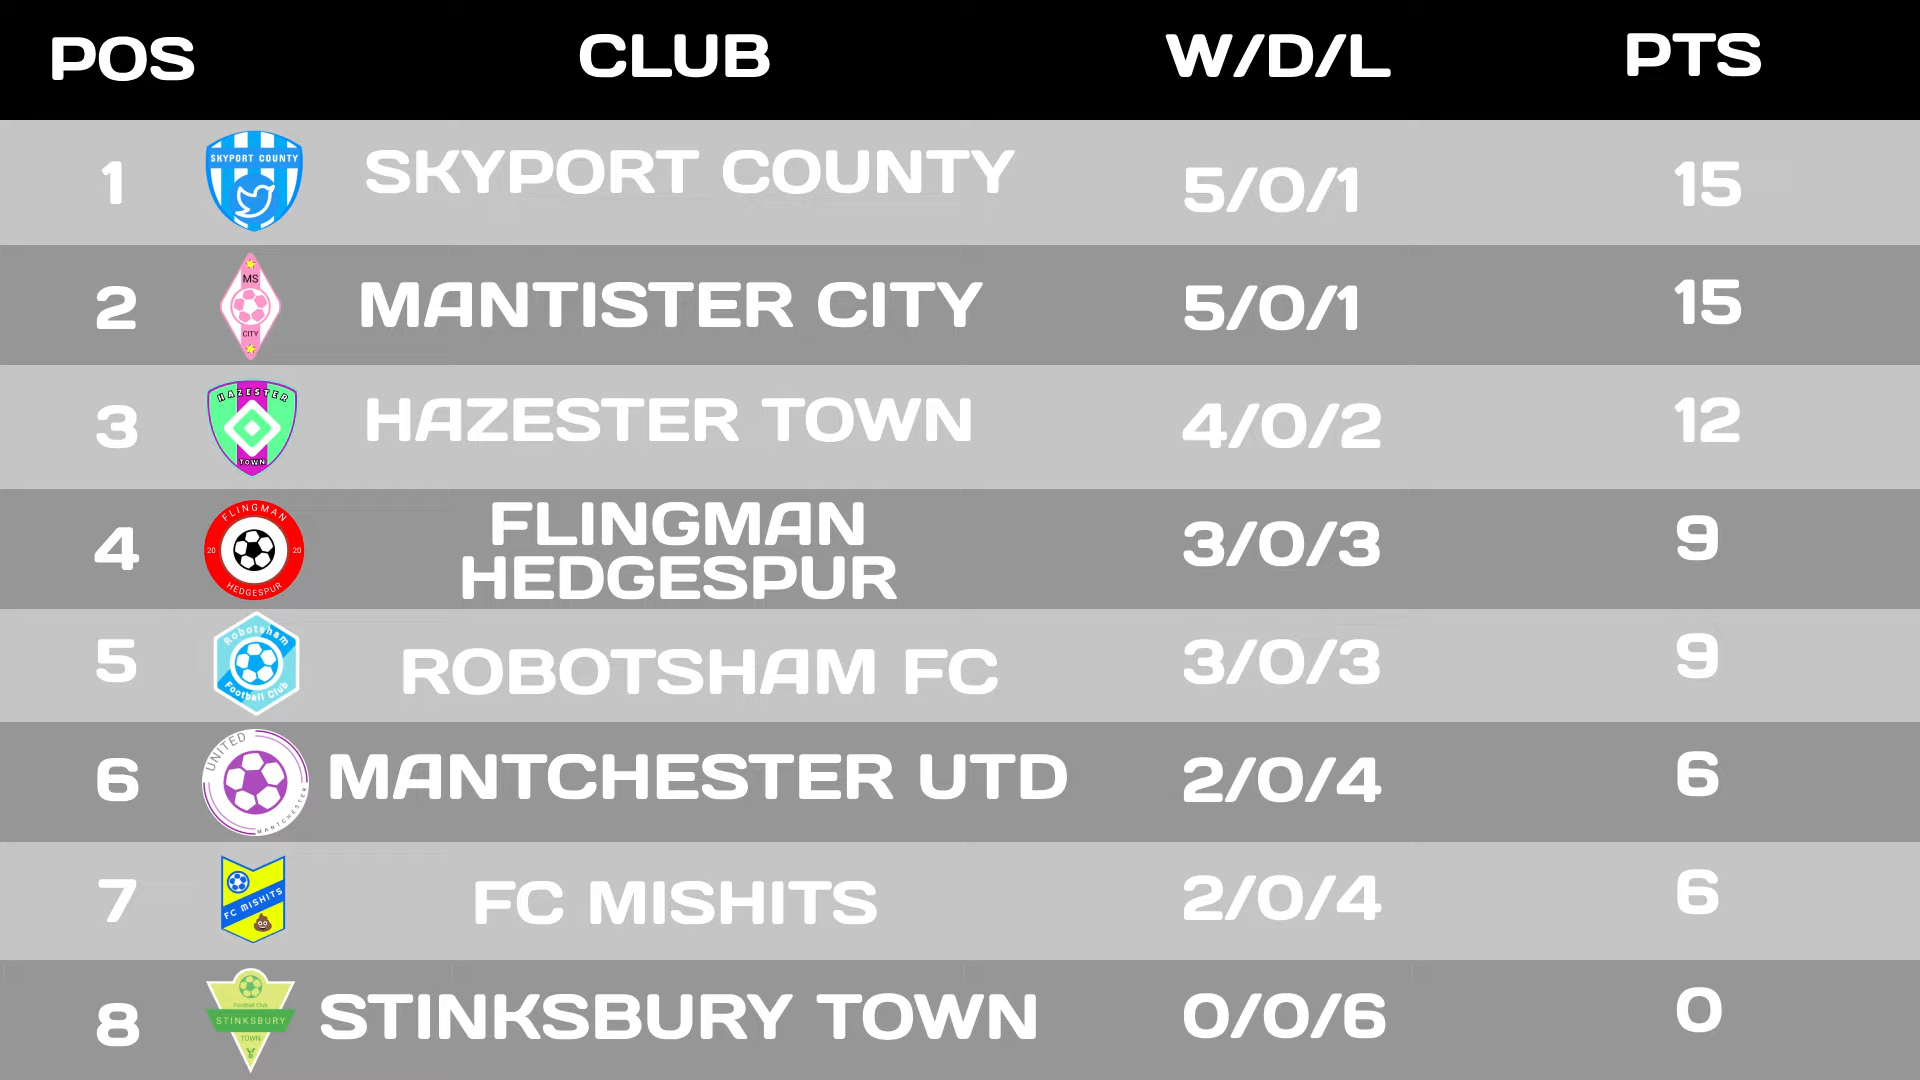 POS CLUB W/D/L PTS
1 SKYPORT COUNTY SKYPORT COUNTY 5/0/1 15
2 MS CITY MANTISTER CITY 5/0/1 15
3 HAZESTER TOWN HAZESTER TOWN 4/0/2 12
4 FLINGMAN 20 20 HEDGESPUR FLINGMAN
HEDGESPUR 3/0/3 9
5 Robotsham Football Club ROBOTSHAM FC 3/0/3 9
6 UNITED MANTCHESTER MANTCHESTER UTD 2/0/4 6
7 FC MISHITS FC MISHITS 2/0/4 6
8 Football Club STINKSBURY TOWN STINKSBURY TOWN 0/0/6 0